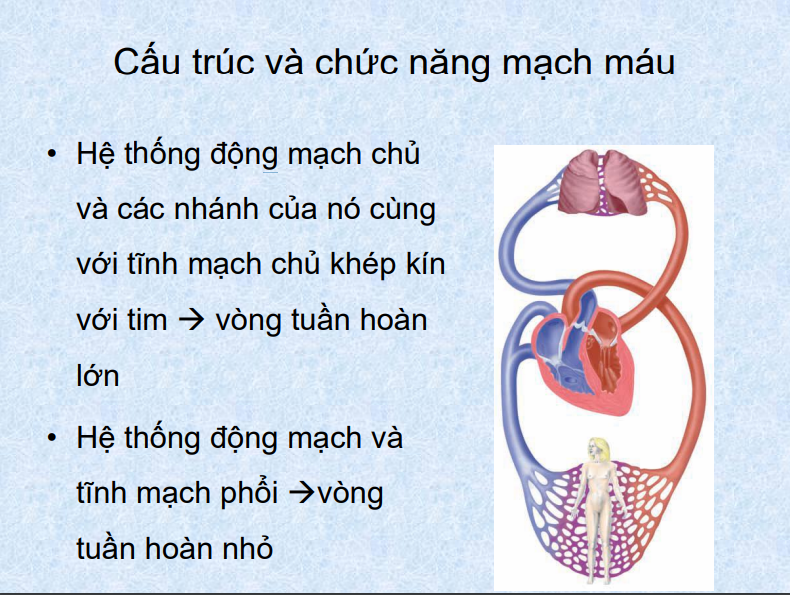 Cấu trúc và chức năng mạch máu
• Hệ thống động mạch chủ
và các nhánh của nó cùng
với tĩnh mạch chủ khép kín
với tim → vòng tuần hoàn
lớn
• Hệ thống động mạch và
tĩnh mạch phổi →vòng
tuần hoàn nhỏ